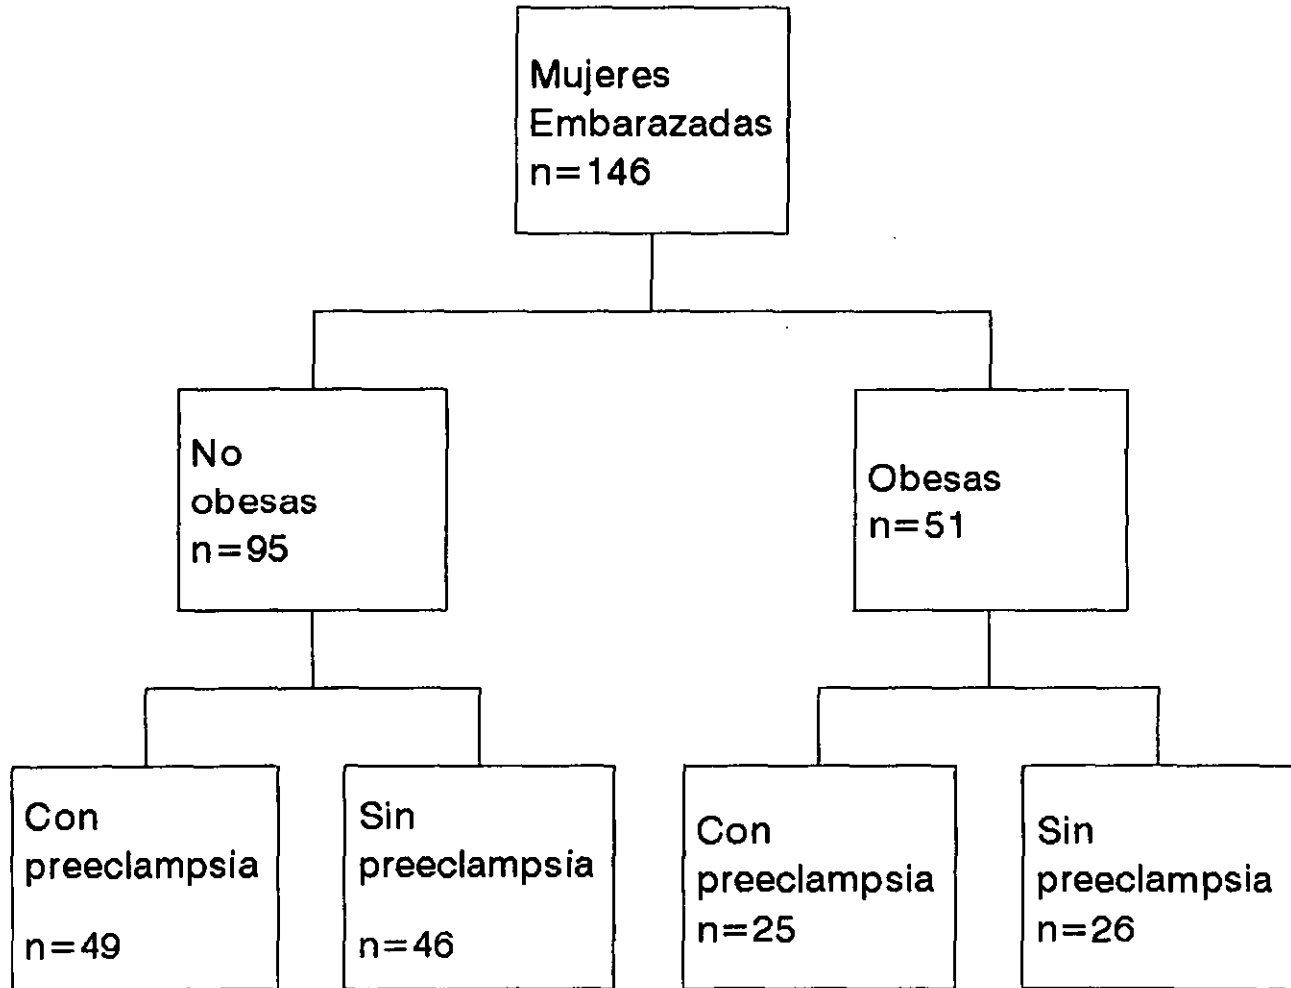 Mujeres
Embarazadas
n=146
No
obesas
n=95
Obesas
n=51
Con
preeclampsia
n=49
Sin
preeclampsia
n=46
Con
preeclampsia
n=25
Sin
preeclampsia
n=26